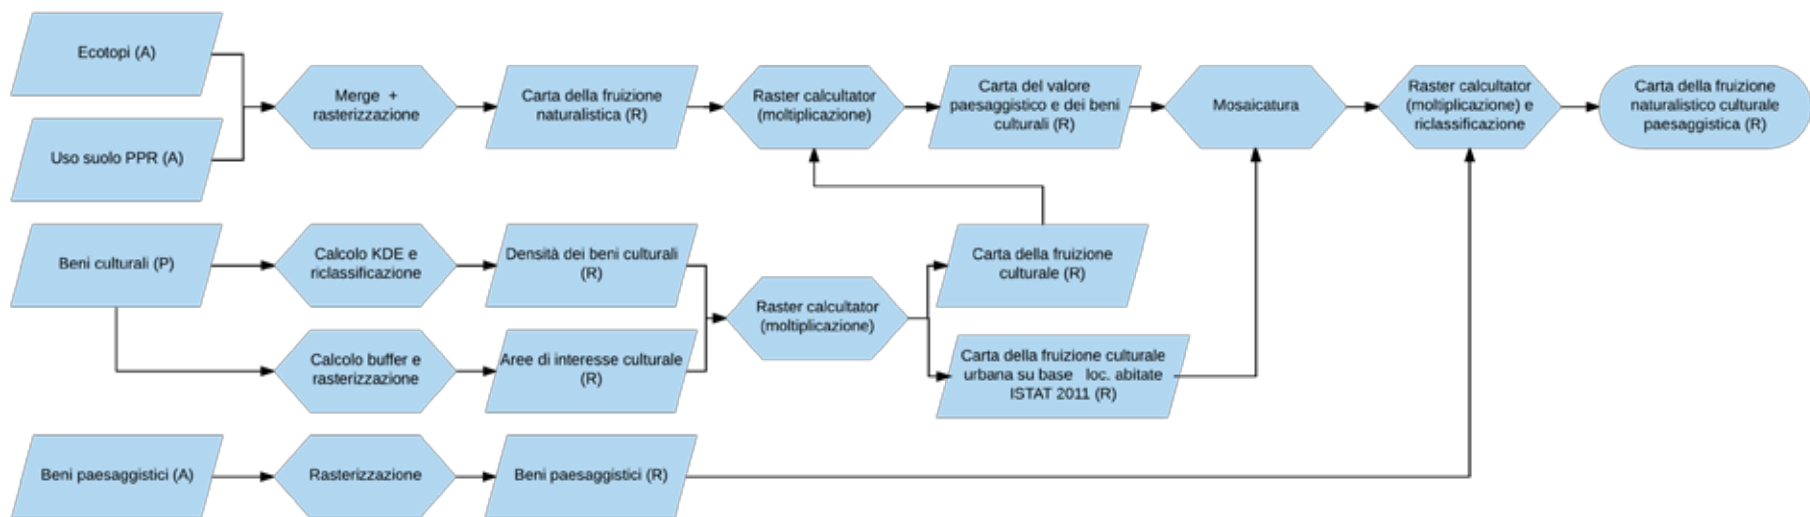 Ecotopi (A)
Uso suolo PPR (A)
Merge + 
rasterizzazione
Carta della fruizione
naturalistica (R)
Raster calcultator
(moltiplicazione)
Carta del valore
paesaggistico e dei beni
culturali (R)
Mosaicatura
Raster calcultator
(moltiplicazione) e
riclassificazione
Carta della fruizione
naturalistico culturale
paesaggistica (R)
Beni culturali (P)
Calcolo KDE e
riclassificazione
Densità dei beni culturali
(R)
Calcolo buffer e
rasterizzazione
Aree di interesse culturale
(R)
Raster calcultator
(moltiplicazione)
Carta della fruizione
culturale (R)
Carta della fruizione culturale
urbana su base loc. abitate
ISTAT 2011 (R)
Beni paesaggistici (A)
Rasterizzazione
Beni paesaggistici (R)